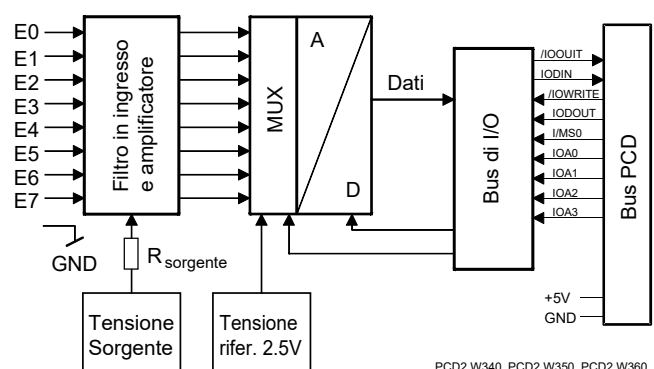 E0
E1
E2
E3
E4
E5
E6
E7
GND
Filtro in ingresso
e amplificatore
R sorgente
Tensione
Sorgente
MUX
A
D
Tensione
rifer. 2.5V
Dati
Bus di I/O
/IOOUIT
IODIN
/IOWRITE
IODOUT
I/MS0
IOA0
IOA1
IOA2
IOA3
+5V
GND
Bus PCD
PCD2.W340, PCD2.W350, PCD2.W360